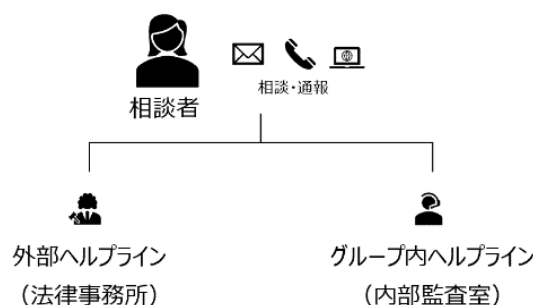 相談・通報
相談者
外部ヘルプライン
（法律事務所）
グループ内ヘルプライン
（内部監査室）